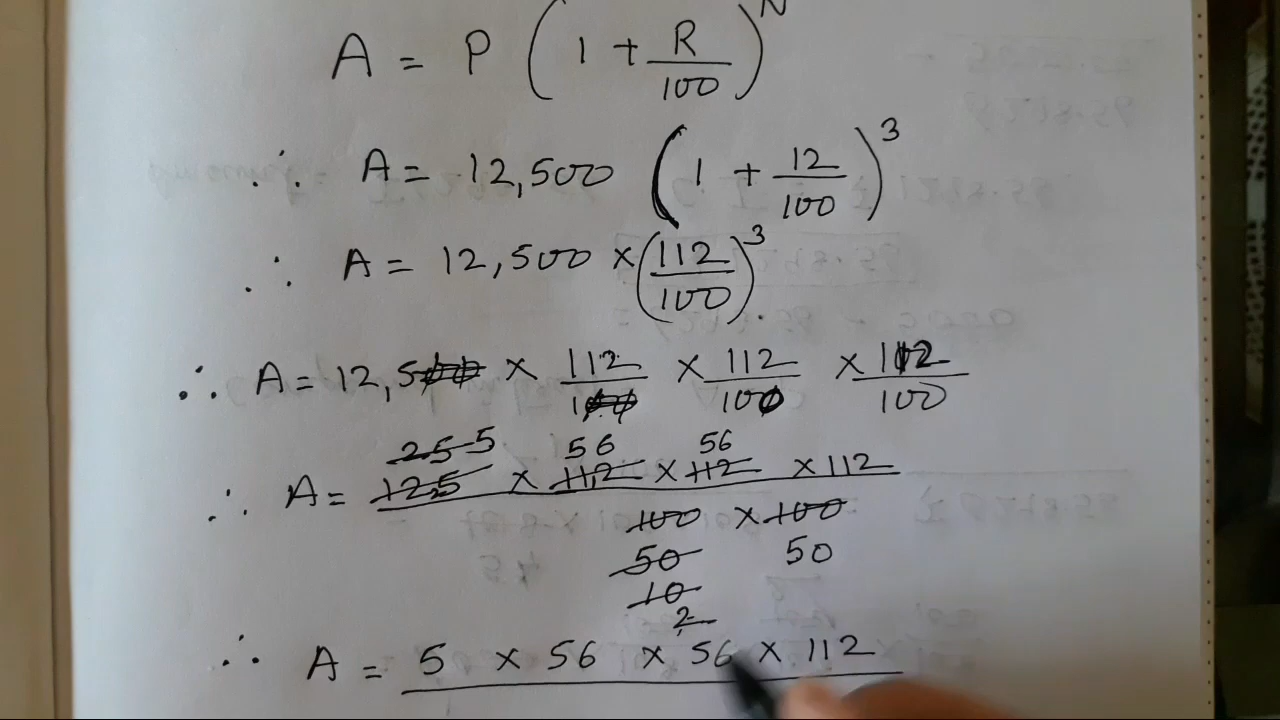 A = P ( 1 + R/100 )^N
∴ A = 12,500 ( 1 + 12/100 )^3
∴ A = 12,500 × ( 112/100 )^3
∴ A = 12,500 × 112/100 × 112/100 × 112/100
25 5 56 56
∴ A = 125 × 112 × 112 × 112
100 × 100
50 50
10
2
∴ A = 5 × 56 × 56 × 112